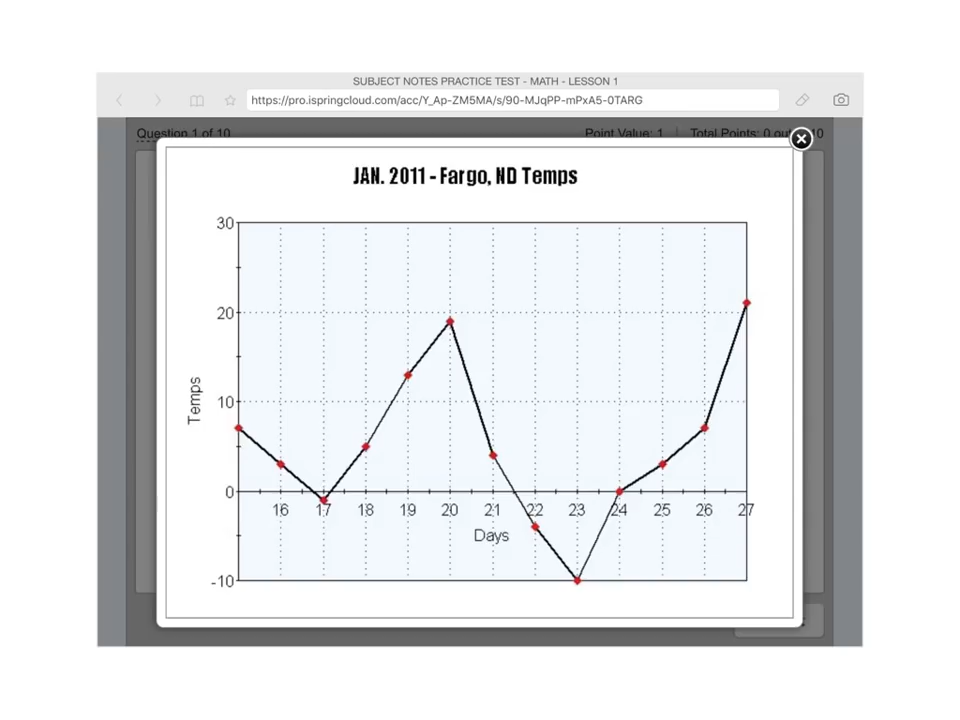 SUBJECT NOTES PRACTICE TEST - MATH - LESSON 1
https://pro.ispringcloud.com/acc/Y_Ap-ZM5MA/s/90-MJqPP-mPxA5-0TARG
Question 1 of 10 Point Value: 1 | Total Points: 0 out 10
JAN. 2011 - Fargo, ND Temps
30
20
10
0
-10
Temps
16 17 18 19 20 21 22 23 24 25 26 27
Days